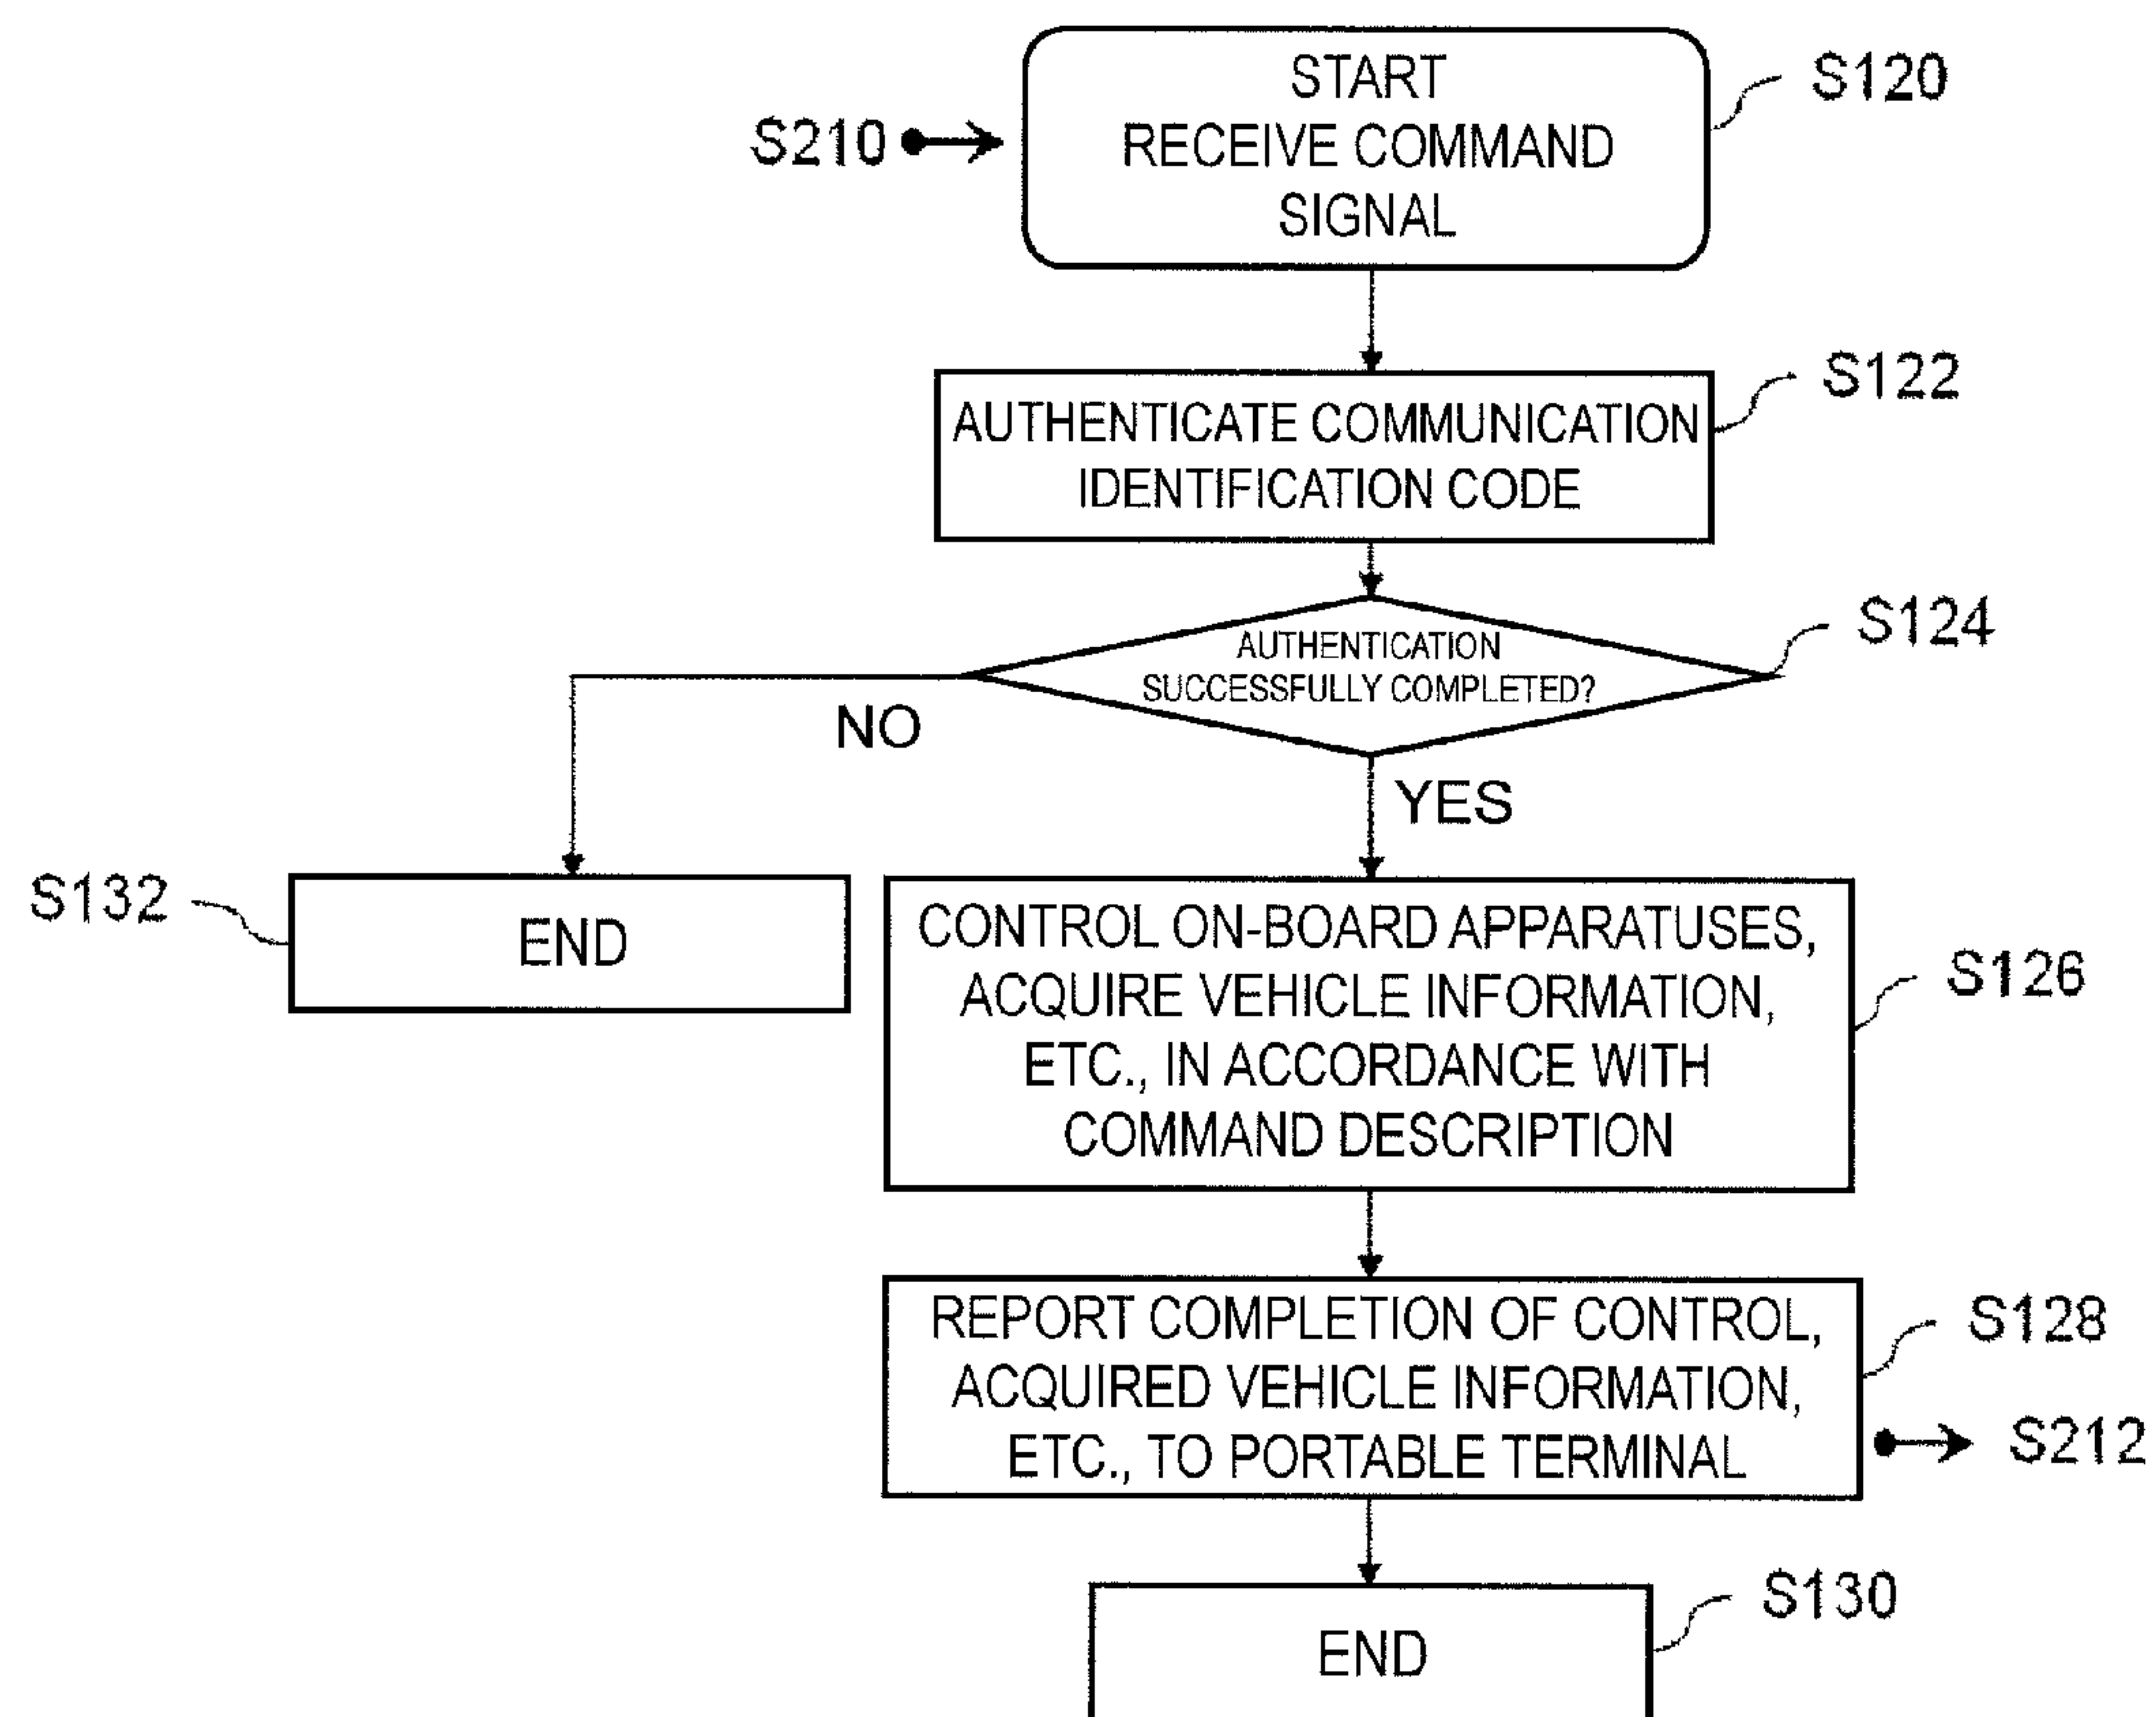 START
RECEIVE COMMAND
SIGNAL
S120
S210
AUTHENTICATE COMMUNICATION
IDENTIFICATION CODE
S122
AUTHENTICATION
SUCCESSFULLY COMPLETED?
S124
NO
YES
S132
END
CONTROL ON-BOARD APPARATUSES,
ACQUIRE VEHICLE INFORMATION,
ETC., IN ACCORDANCE WITH
COMMAND DESCRIPTION
S126
REPORT COMPLETION OF CONTROL,
ACQUIRED VEHICLE INFORMATION,
ETC., TO PORTABLE TERMINAL
S128
S212
END
S130